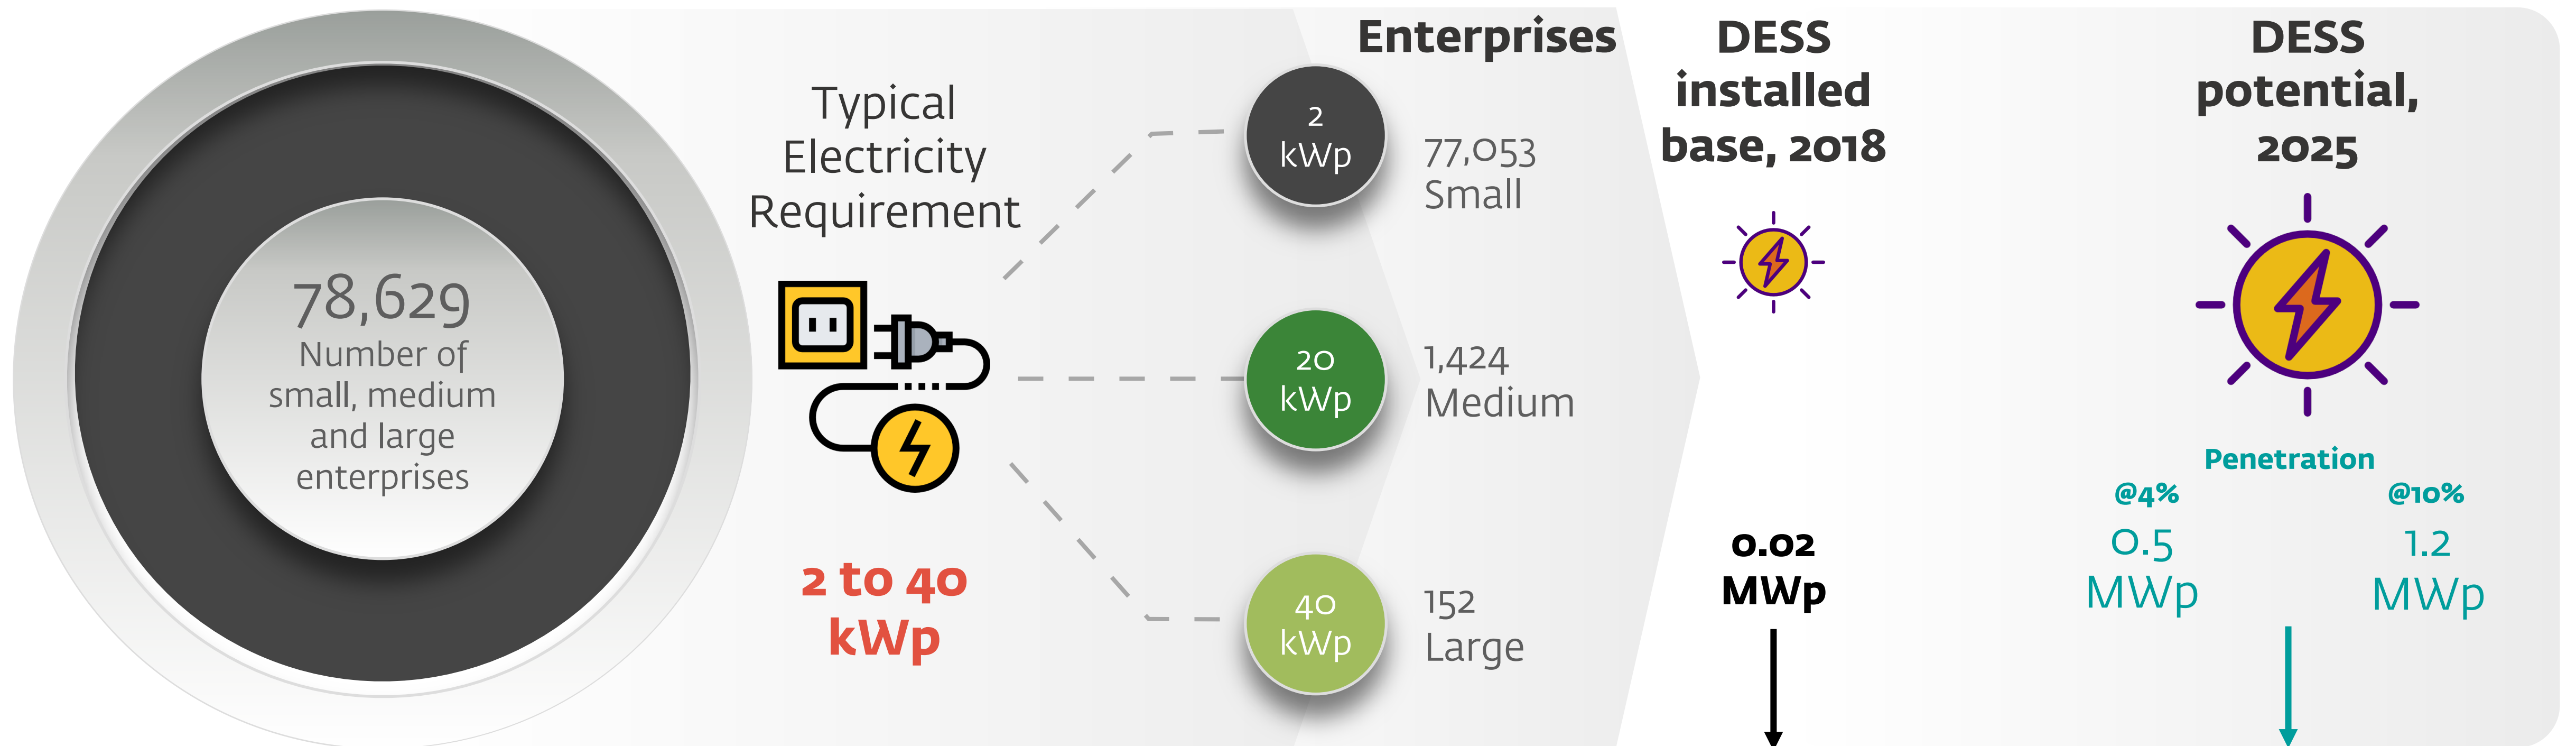 78,629
Number of
small, medium
and large
enterprises
Typical
Electricity
Requirement
2 to 40
kWp
Enterprises
2
kWp
77,053
Small
20
kWp
1,424
Medium
40
kWp
152
Large
DESS
installed
base, 2018
0.02
MWp
DESS
potential,
2025
Penetration
@4%
0.5
MWp
@10%
1.2
MWp